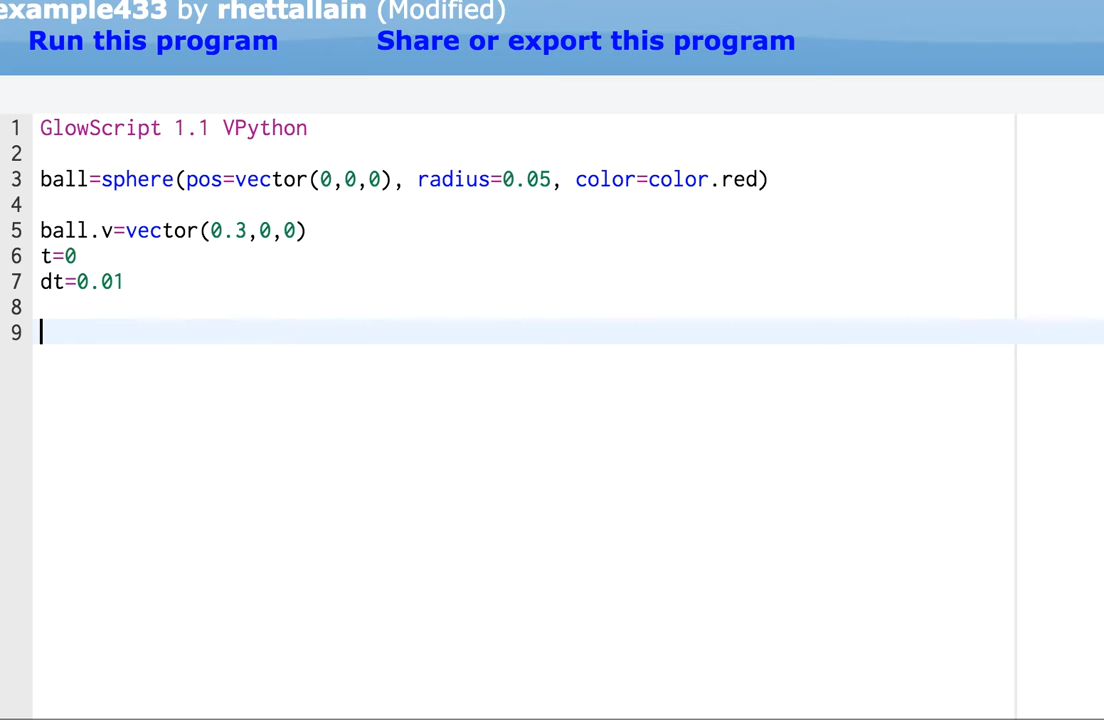 example433 by rhettallain (Modified)
Run this program Share or export this program
1 GlowScript 1.1 VPython
2
3 ball=sphere(pos=vector(0,0,0), radius=0.05, color=color.red)
4
5 ball.v=vector(0.3,0,0)
6 t=0
7 dt=0.01
8
9